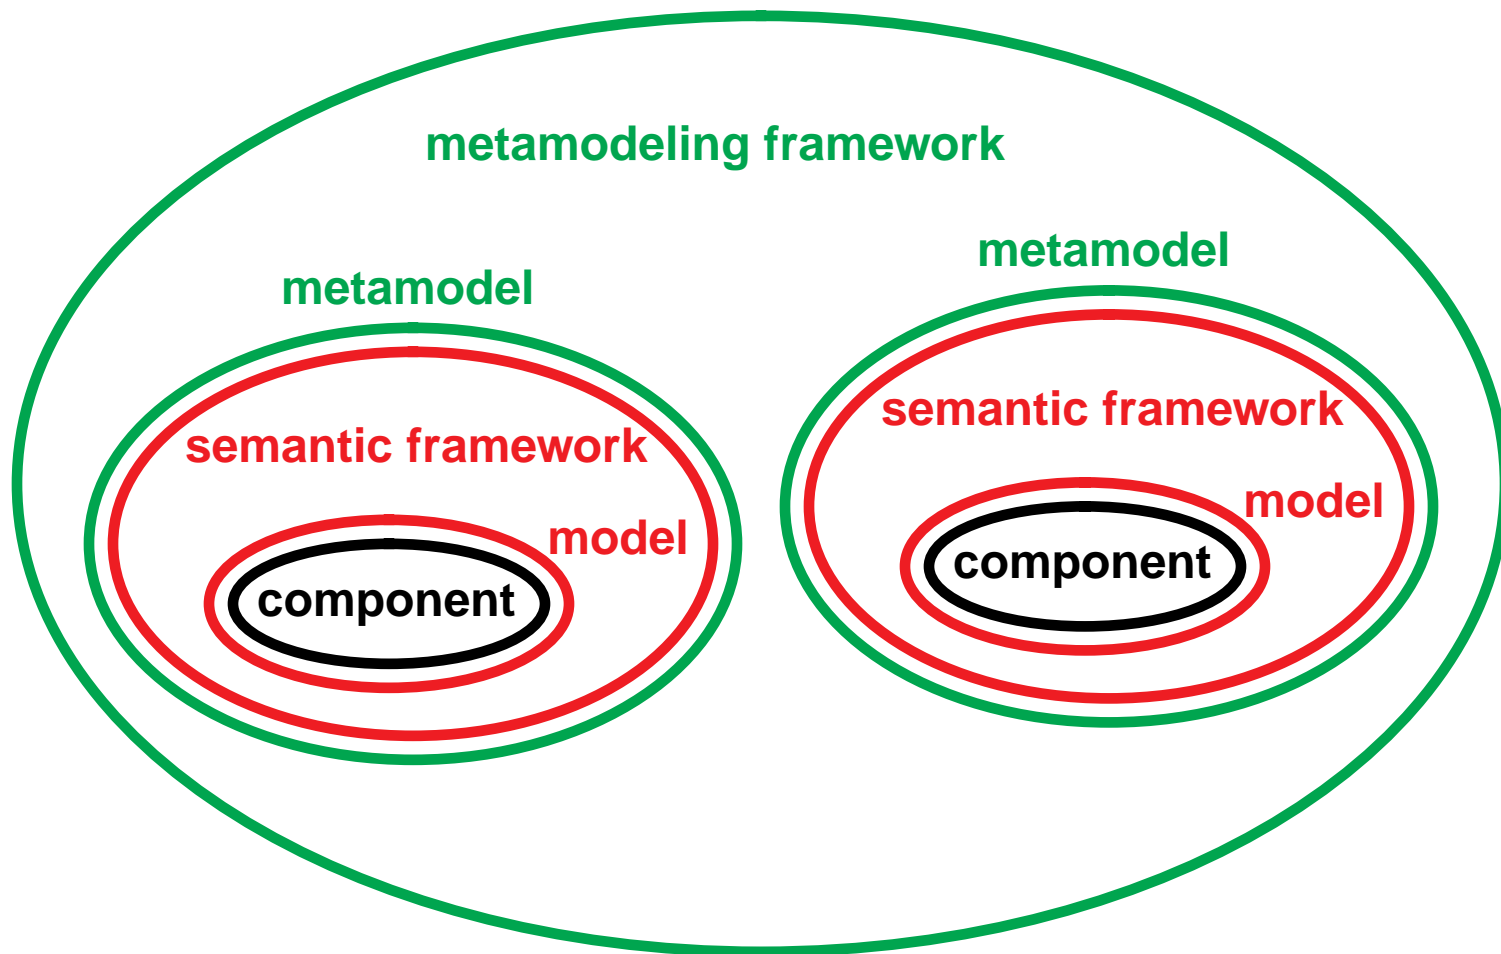 metamodeling framework
metamodel
metamodel
semantic framework
semantic framework
model
model
component
component